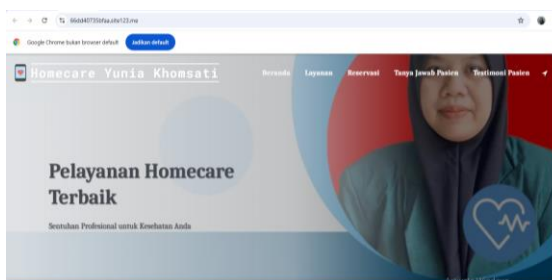 Google Chrome bukan browser default Jadikan default
Homecare Yunia Khomsati
Beranda Layanan Reservasi Tanya Jawab Pasien Testimoni Pasien
Pelayanan Homecare
Terbaik
Sentuhan Profesional untuk Kesehatan Anda